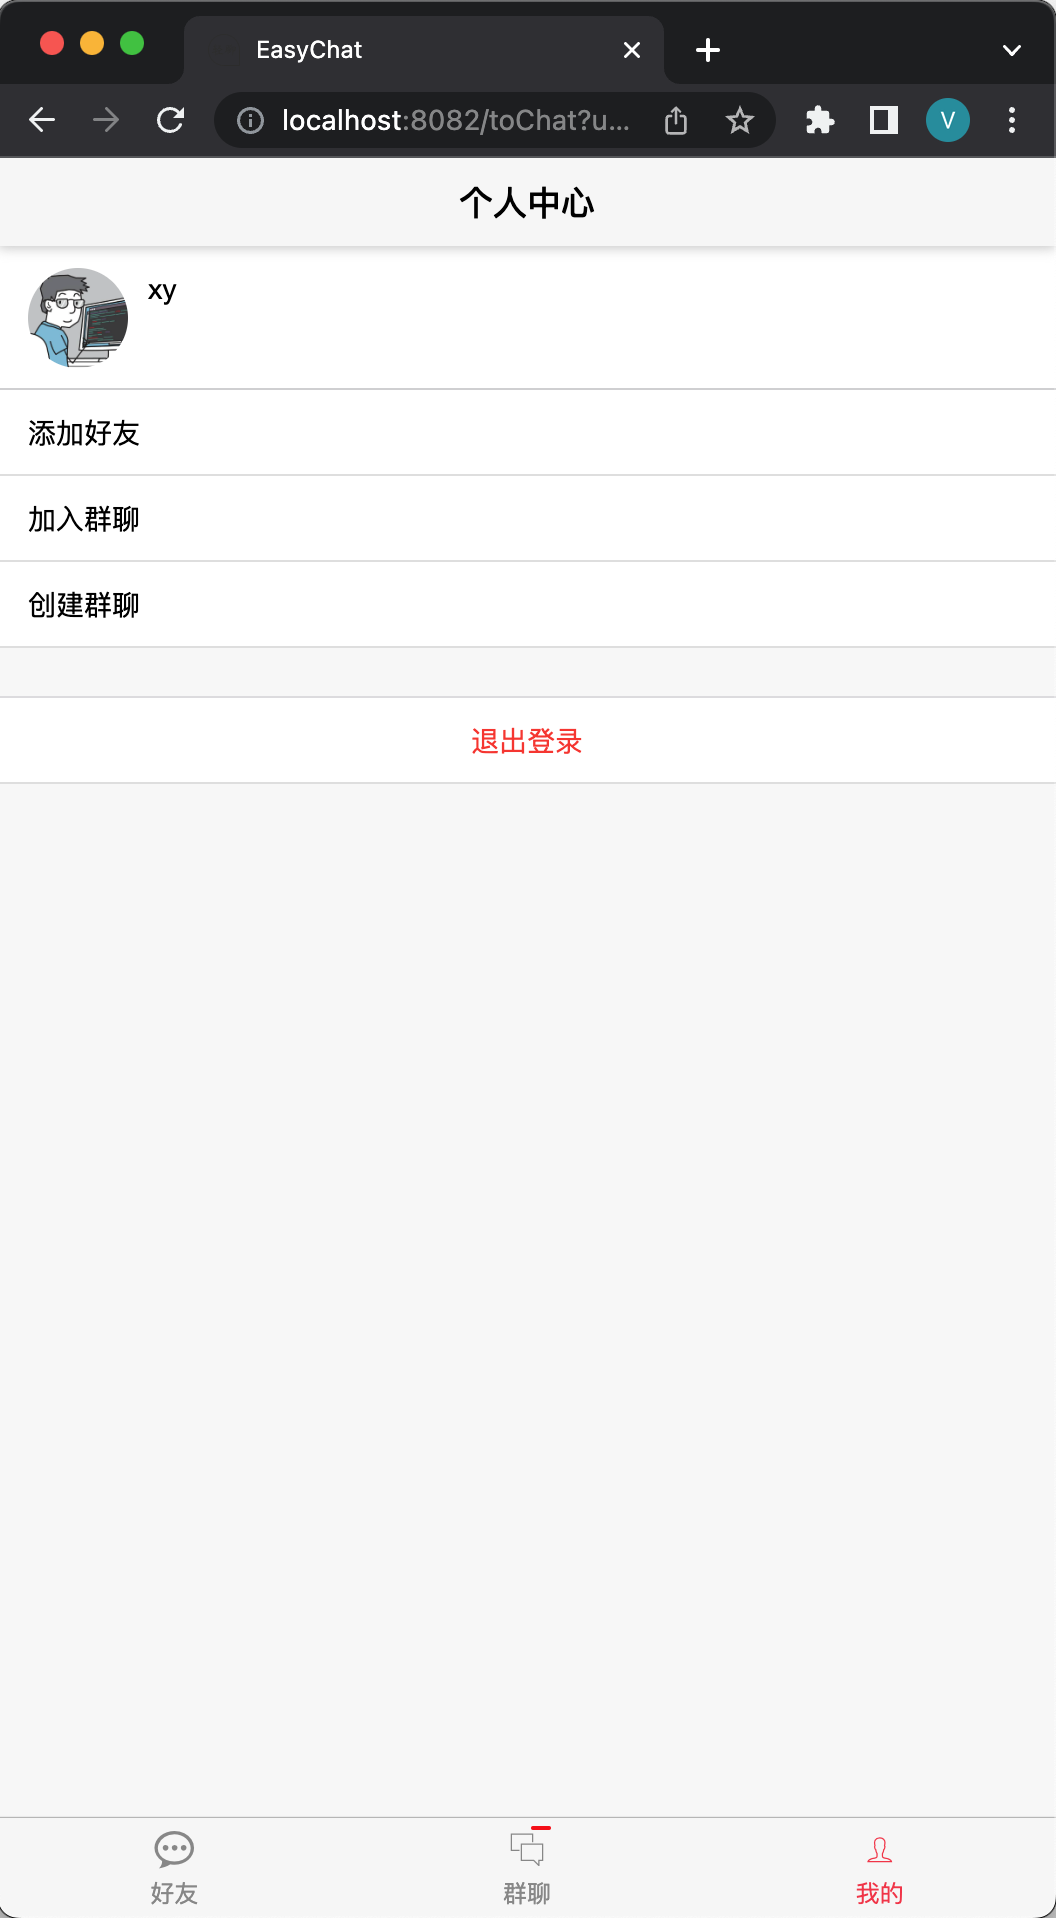 EasyChat
localhost:8082/toChat?u...
V
个人中心
xy
添加好友
加入群聊
创建群聊
退出登录
好友
群聊
我的